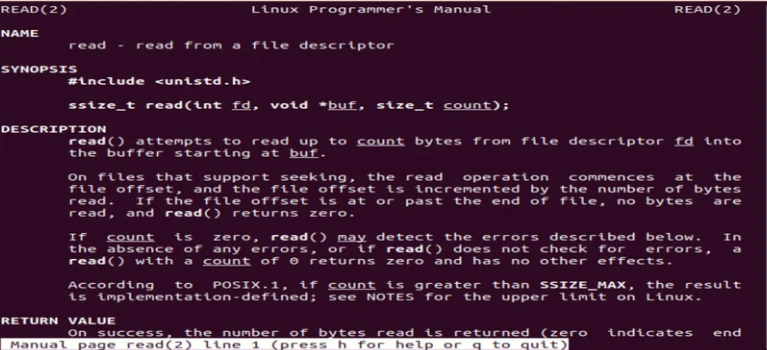 READ(2) Linux Programmer's Manual READ(2)
NAME
read - read from a file descriptor
SYNOPSIS
#include <unistd.h>
ssize_t read(int fd, void *buf, size_t count);
DESCRIPTION
read() attempts to read up to count bytes from file descriptor fd into
the buffer starting at buf.
On files that support seeking, the read operation commences at the
file offset, and the file offset is incremented by the number of bytes
read. If the file offset is at or past the end of file, no bytes are
read, and read() returns zero.
If count is zero, read() may detect the errors described below. In
the absence of any errors, or if read() does not check for errors, a
read() with a count of 0 returns zero and has no other effects.
According to POSIX.1, if count is greater than SSIZE_MAX, the result
is implementation-defined; see NOTES for the upper limit on Linux.
RETURN VALUE
On success, the number of bytes read is returned (zero indicates end
Manual page read(2) line 1 (press h for help or q to quit)